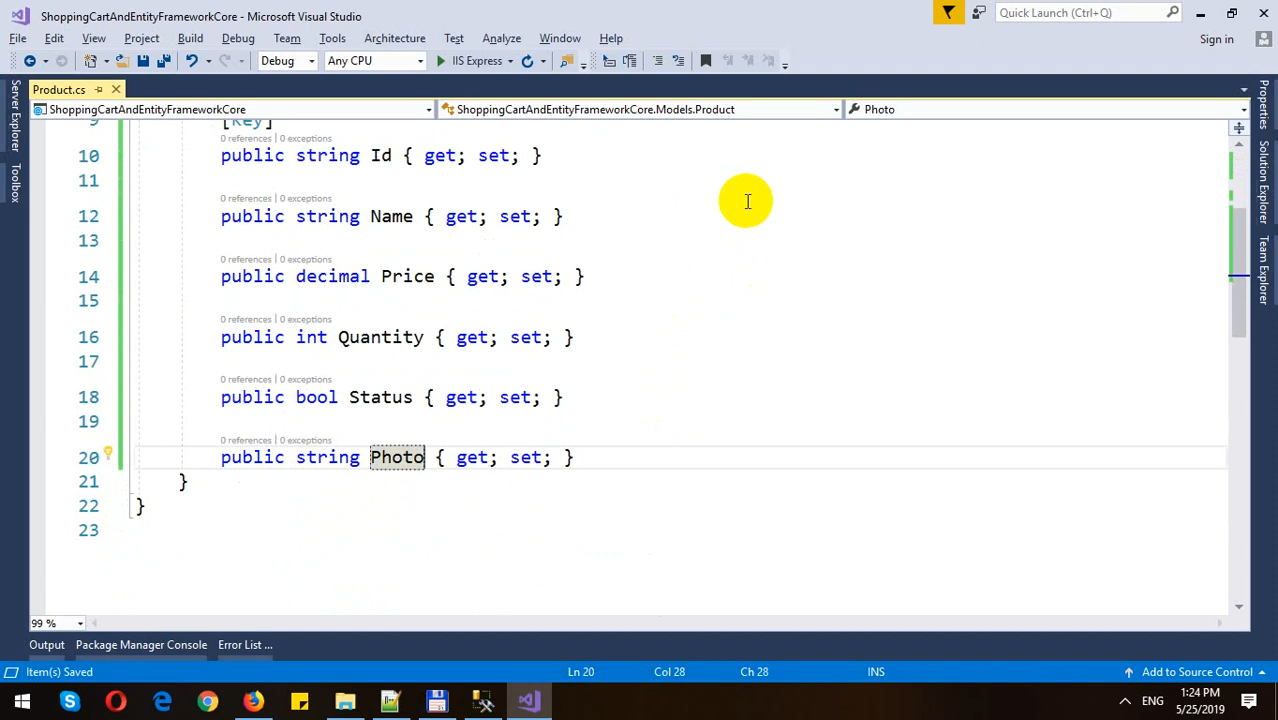 ShoppingCartAndEntityFrameworkCore - Microsoft Visual Studio
Quick Launch (Ctrl+Q)
File Edit View Project Build Debug Team Tools Architecture Test Analyze Window Help
Sign in
Debug Any CPU IIS Express
Product.cs
ShoppingCartAndEntityFrameworkCore ShoppingCartAndEntityFrameworkCore.Models.Product Photo
Server Explorer
Toolbox
Properties
Solution Explorer
Team Explorer
9 [Key]
0 references | 0 exceptions
10 public string Id { get; set; }
11
0 references | 0 exceptions
12 public string Name { get; set; }
13
0 references | 0 exceptions
14 public decimal Price { get; set; }
15
0 references | 0 exceptions
16 public int Quantity { get; set; }
17
0 references | 0 exceptions
18 public bool Status { get; set; }
19
0 references | 0 exceptions
20 public string Photo { get; set; }
21 }
22 }
23
99 %
Output Package Manager Console Error List ...
Item(s) Saved Ln 20 Col 28 Ch 28 INS Add to Source Control
ENG
1:24 PM
5/25/2019